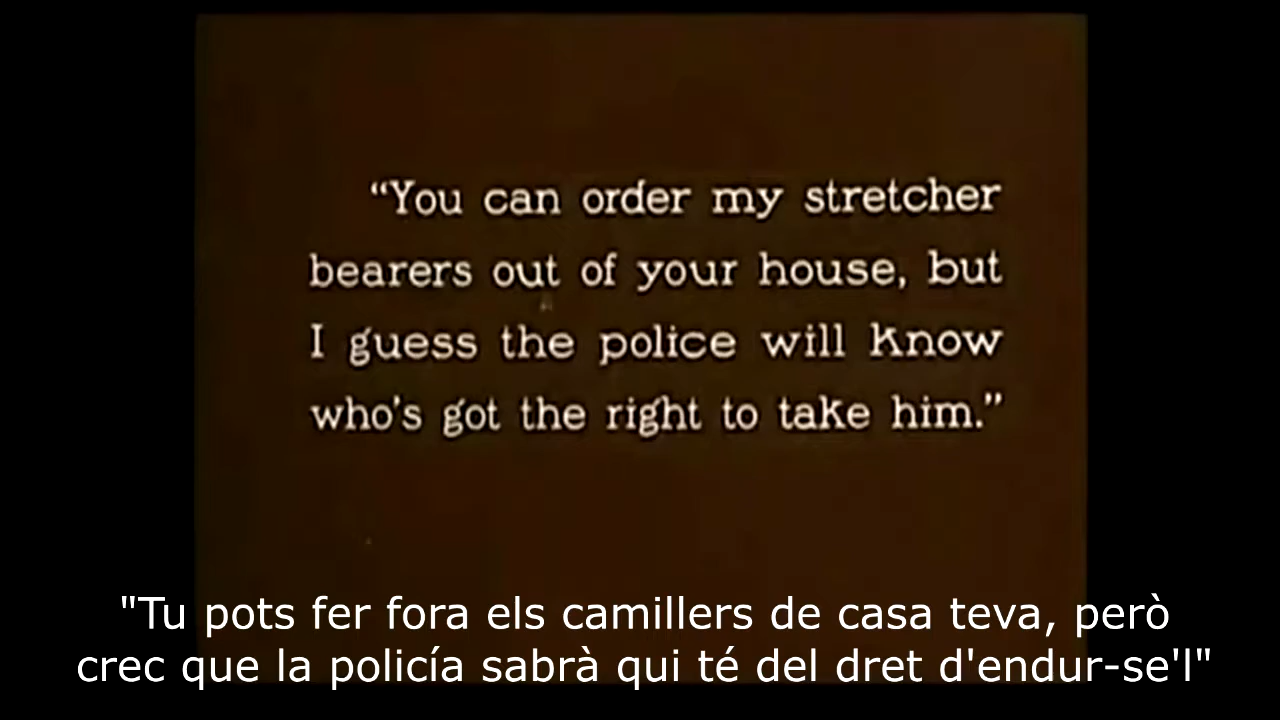 “You can order my stretcher
bearers out of your house, but
I guess the police will know
who's got the right to take him.”
"Tu pots fer fora els camillers de casa teva, però
crec que la policía sabrà qui té del dret d'endur-se'l"